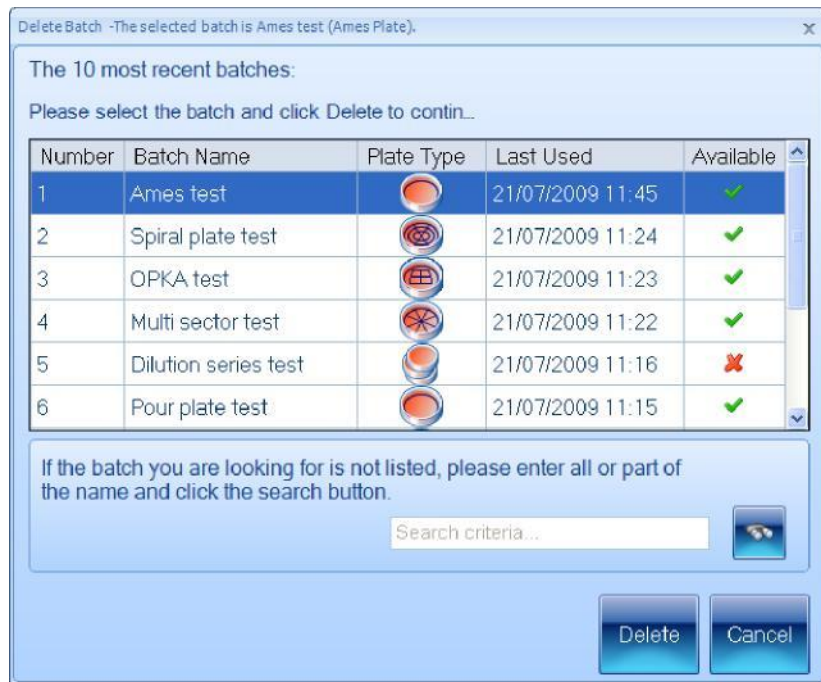 Delete Batch -The selected batch is Ames test (Ames Plate).
The 10 most recent batches:
Please select the batch and click Delete to contin...
Number Batch Name Plate Type Last Used Available
1 Ames test 21/07/2009 11:45
2 Spiral plate test 21/07/2009 11:24
3 OPKA test 21/07/2009 11:23
4 Multi sector test 21/07/2009 11:22
5 Dilution series test 21/07/2009 11:16
6 Pour plate test 21/07/2009 11:15
If the batch you are looking for is not listed, please enter all or part of
the name and click the search button.
Search criteria...
Delete Cancel